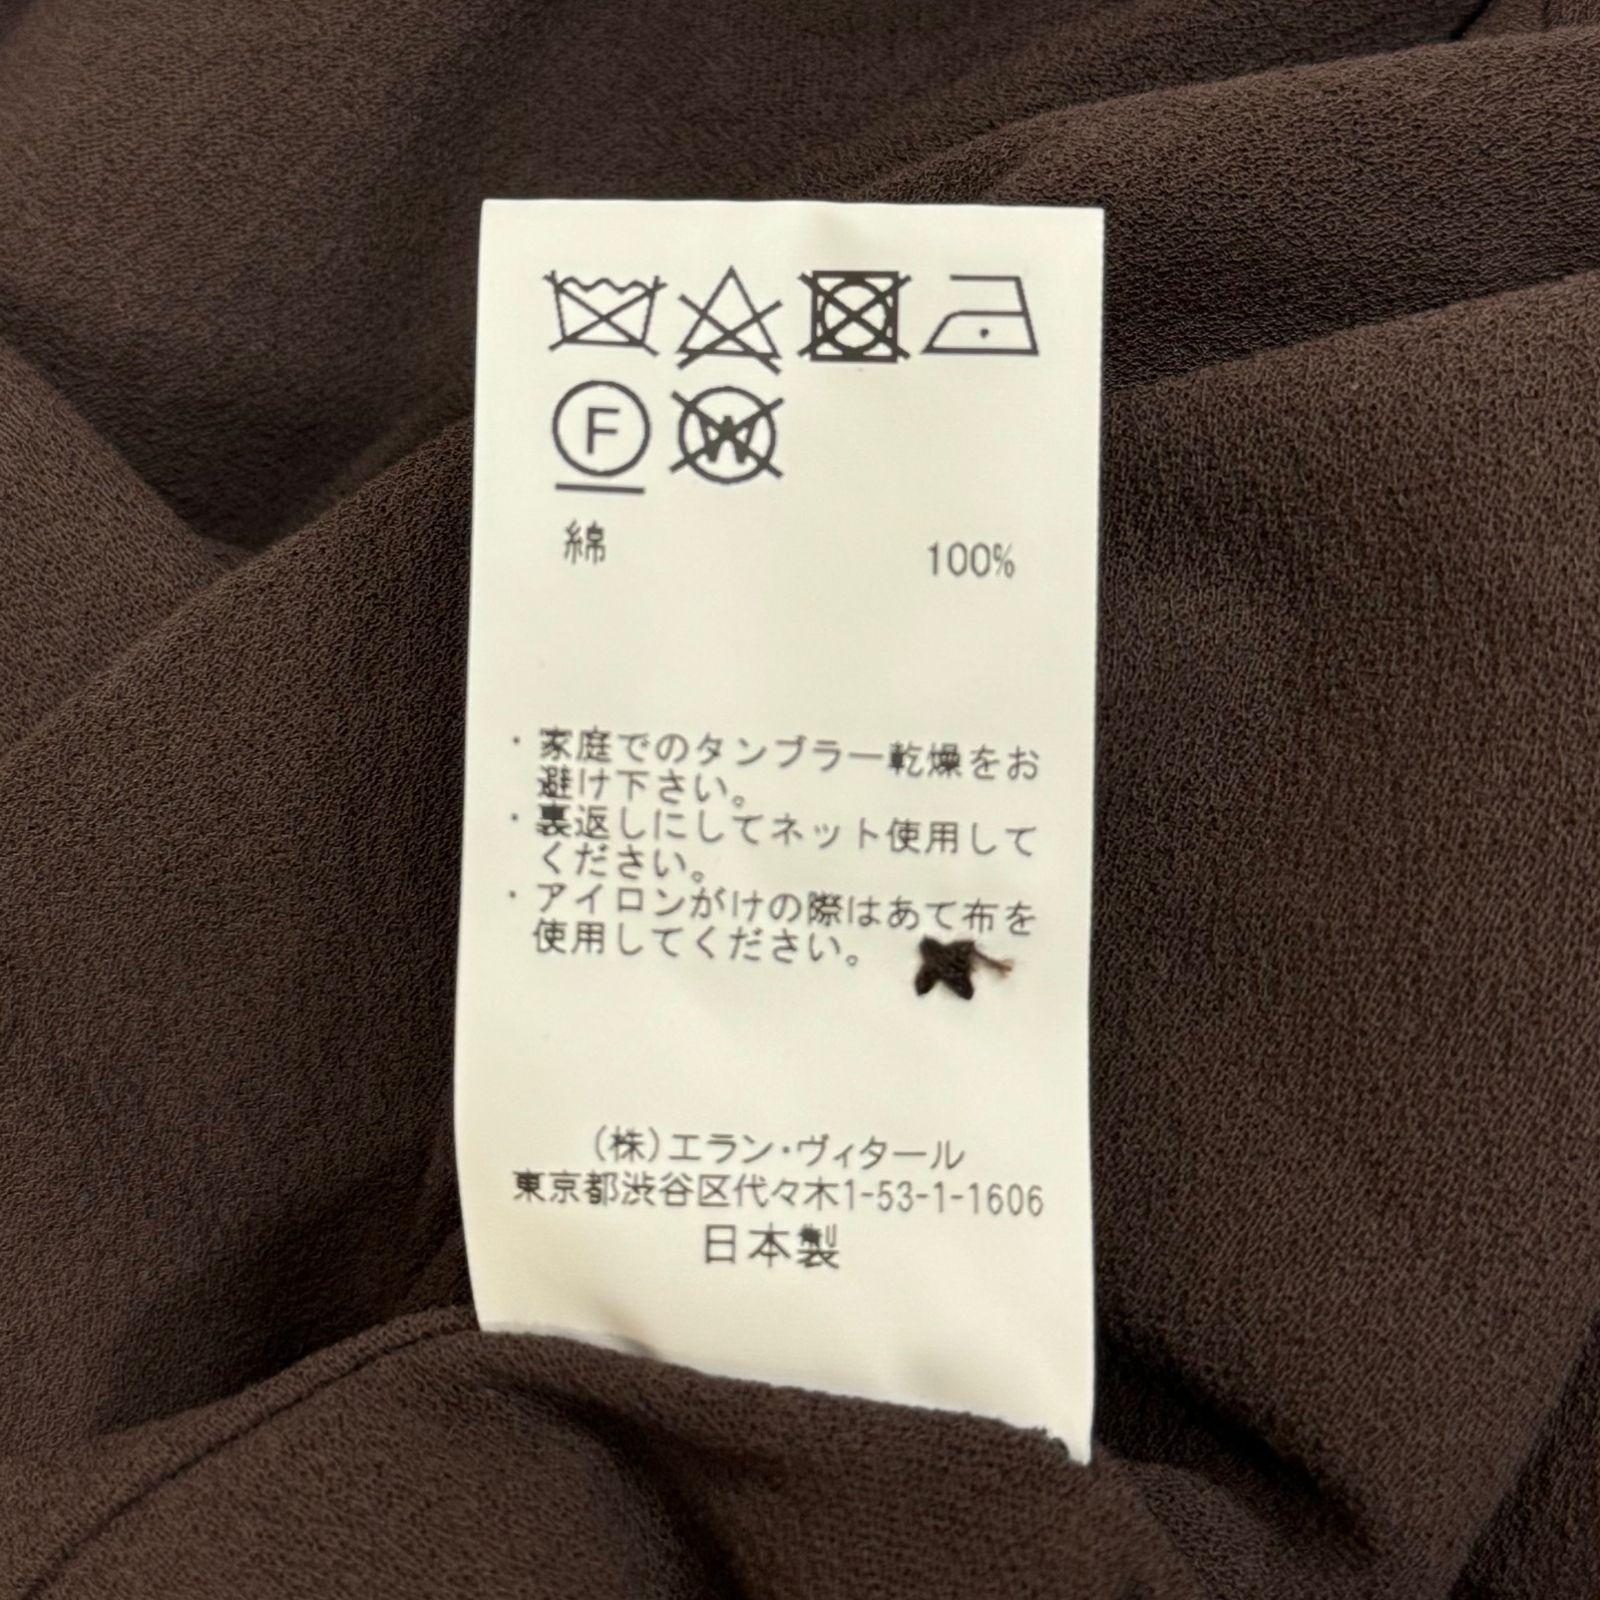 F W
綿 100%
・家庭でのタンブラー乾燥をお
避け下さい。
・裏返しにしてネット使用して
ください。
・アイロンがけの際はあて布を
使用してください。
(株)エラン・ヴィタール
東京都渋谷区代々木1-53-1-1606
日本製